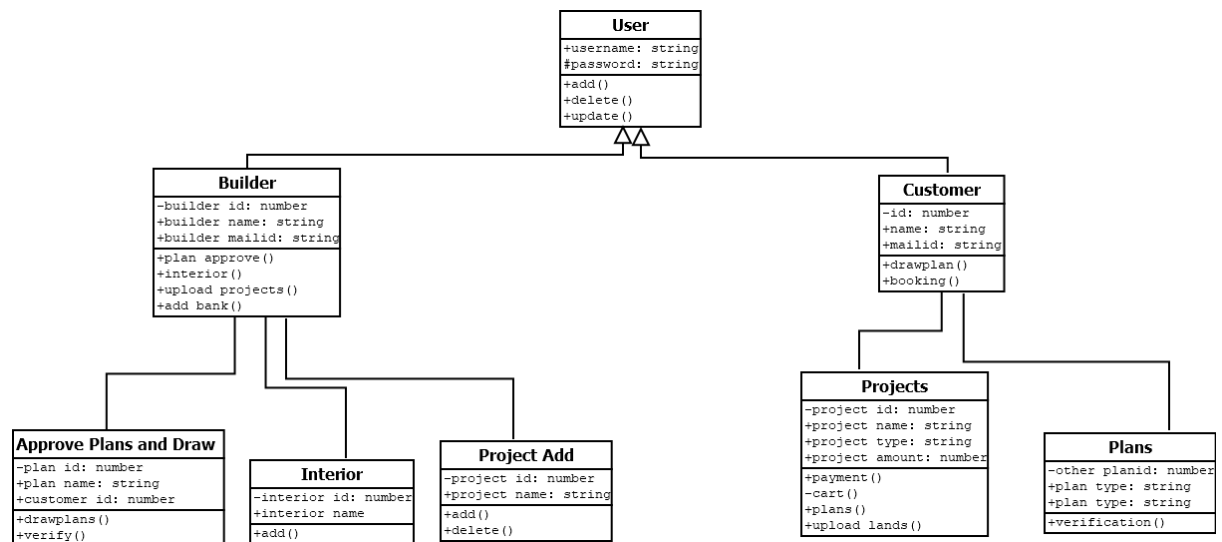 User
+username: string
#password: string
+add()
+delete()
+update()
Builder
-builder id: number
+builder name: string
+builder mailid: string
+plan approve()
+interior()
+upload projects()
+add bank()
Customer
-id: number
+name: string
+mailid: string
+drawplan()
+booking()
Approve Plans and Draw
-plan id: number
+plan name: string
+customer id: number
+drawplans()
+verify()
Interior
-interior id: number
+interior name
+add()
Project Add
-project id: number
+project name: string
+add()
+delete()
Projects
-project id: number
+project name: string
+project type: string
+project amount: number
+payment()
-cart()
+plans()
+upload lands()
Plans
-other planid: number
+plan type: string
+plan type: string
+verification()